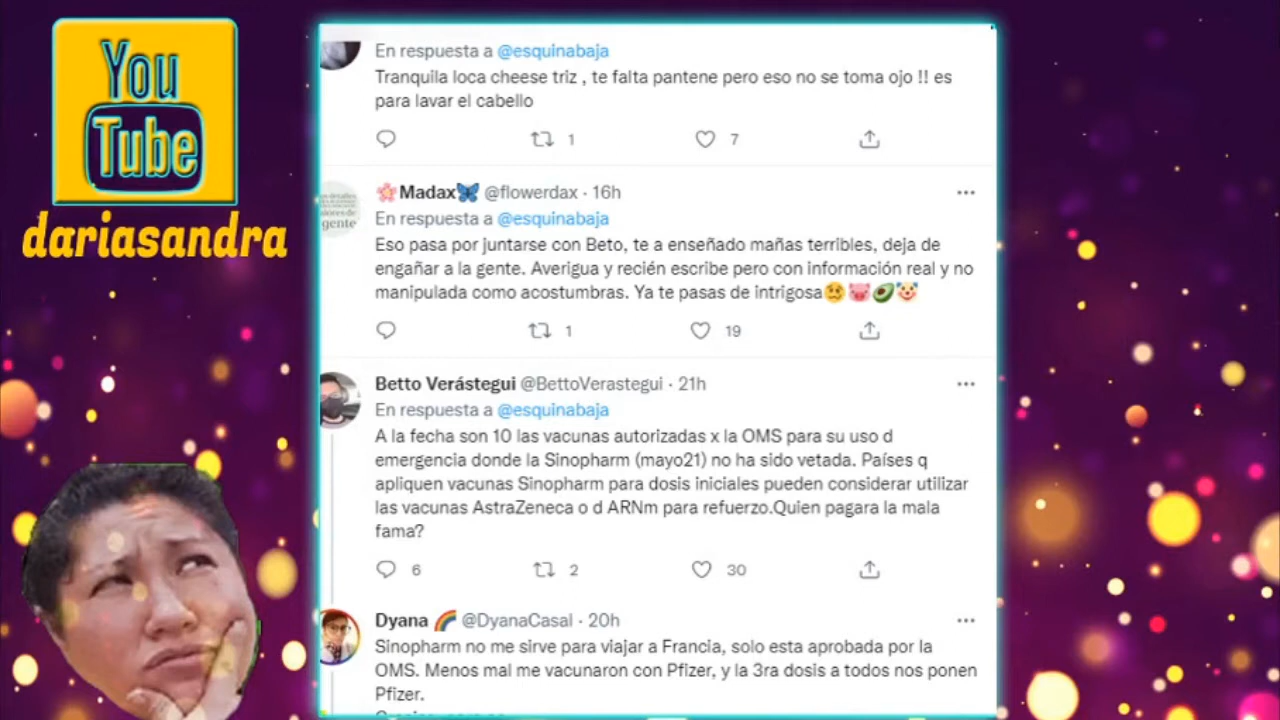 You
Tube
dariasandra
En respuesta a @esquinabaja
Tranquila loca cheese triz , te falta pantene pero eso no se toma ojo !! es
para lavar el cabello
1
7
🌸Madax🦋 @flowerdax · 16h
gente
En respuesta a @esquinabaja
Eso pasa por juntarse con Beto, te a enseñado mañas terribles, deja de
engañar a la gente. Averigua y recién escribe pero con información real y no
manipulada como acostumbras. Ya te pasas de intrigosa🥴🐷🥑🤡
1
19
Betto Verástegui @BettoVerastegui · 21h
En respuesta a @esquinabaja
A la fecha son 10 las vacunas autorizadas x la OMS para su uso d
emergencia donde la Sinopharm (mayo21) no ha sido vetada. Países q
apliquen vacunas Sinopharm para dosis iniciales pueden considerar utilizar
las vacunas AstraZeneca o d ARNm para refuerzo.Quien pagara la mala
fama?
6
2
30
Dyana 🌈 @DyanaCasal · 20h
Sinopharm no me sirve para viajar a Francia, solo esta aprobada por la
OMS. Menos mal me vacunaron con Pfizer, y la 3ra dosis a todos nos ponen
Pfizer.